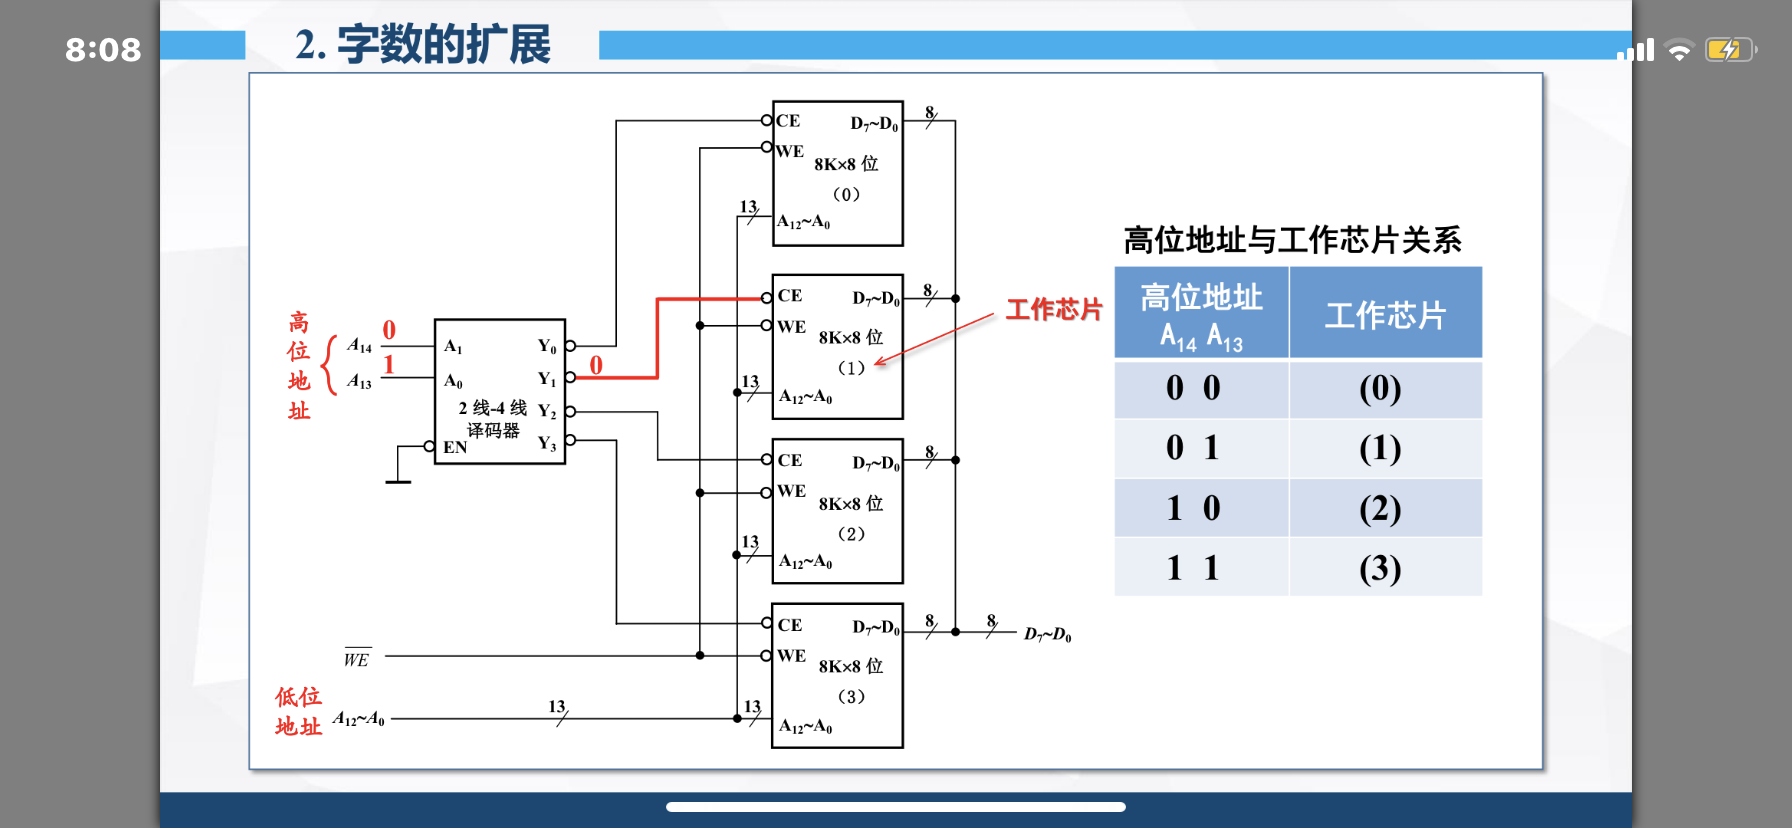 8:08
2. 字数的扩展
CE
D₇~D₀
8
WE
8K×8 位
（0）
13
A₁₂~A₀
CE
D₇~D₀
8
WE
8K×8 位
（1）
13
A₁₂~A₀
工作芯片
高位地址
A₁₄
0
A₁
A₁₃
1
A₀
Y₀
Y₁
0
2 线-4 线
译码器
Y₂
EN
Y₃
CE
D₇~D₀
8
WE
8K×8 位
（2）
13
A₁₂~A₀
CE
D₇~D₀
8
8
D₇~D₀
W̅E̅
WE
8K×8 位
（3）
低位
地址
A₁₂~A₀
13
13
A₁₂~A₀
高位地址与工作芯片关系
高位地址
A₁₄ A₁₃
工作芯片
0 0
(0)
0 1
(1)
1 0
(2)
1 1
(3)